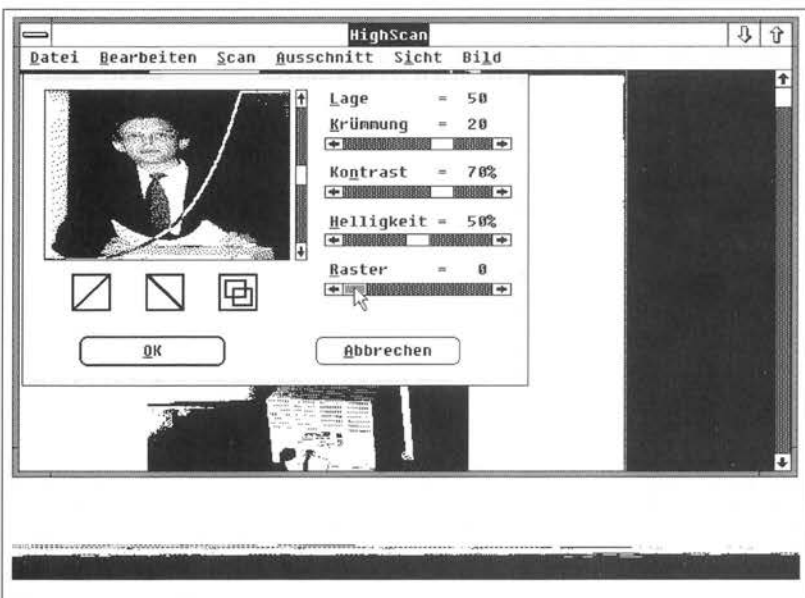 HighScan
Datei Bearbeiten Scan Ausschnitt Sicht Bild
Lage = 50
Krümmung = 20
Kontrast = 70%
Helligkeit = 50%
Raster = 0
OK Abbrechen